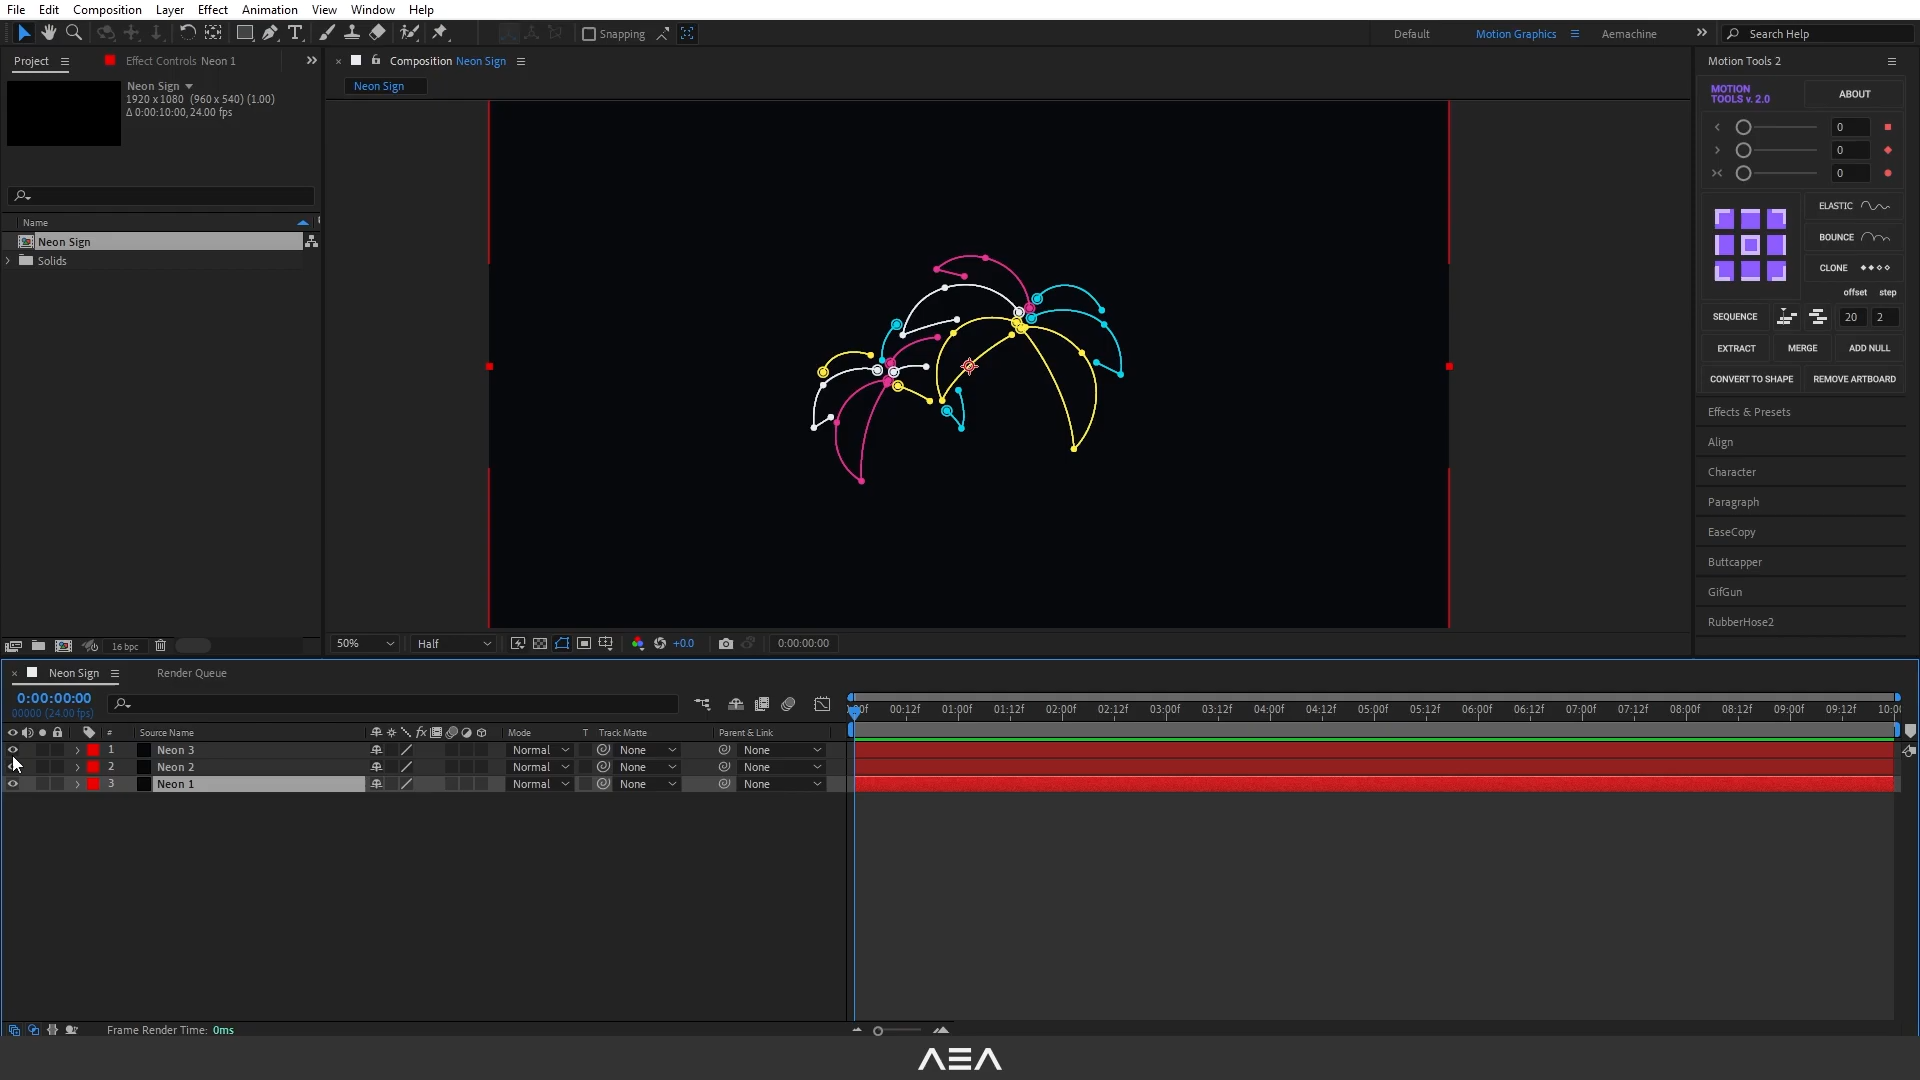 File Edit Composition Layer Effect Animation View Window Help
Snapping
Default Motion Graphics Aemachine Search Help
Project Effect Controls Neon 1
Composition Neon Sign
Motion Tools 2
Neon Sign
1920 x 1080 (960 x 540) (1.00)
Δ 0:00:10:00, 24.00 fps
Neon Sign
MOTION
TOOLS v. 2.0
ABOUT
0
0
0
ELASTIC
BOUNCE
CLONE
offset step
SEQUENCE 20 2
EXTRACT MERGE ADD NULL
CONVERT TO SHAPE REMOVE ARTBOARD
Name
Neon Sign
Solids
Effects & Presets
Align
Character
Paragraph
EaseCopy
Buttcapper
GifGun
RubberHose2
16 bpc
50% Half +0.0 0:00:00:00
Neon Sign Render Queue
0:00:00:00
00000 (24.00 fps)
00:12f 01:00f 01:12f 02:00f 02:12f 03:00f 03:12f 04:00f 04:12f 05:00f 05:12f 06:00f 06:12f 07:00f 07:12f 08:00f 08:12f 09:00f 09:12f
# Source Name fx Mode T Track Matte Parent & Link
1 Neon 3 Normal None None
2 Neon 2 Normal None None
3 Neon 1 Normal None None
Frame Render Time: 0ms